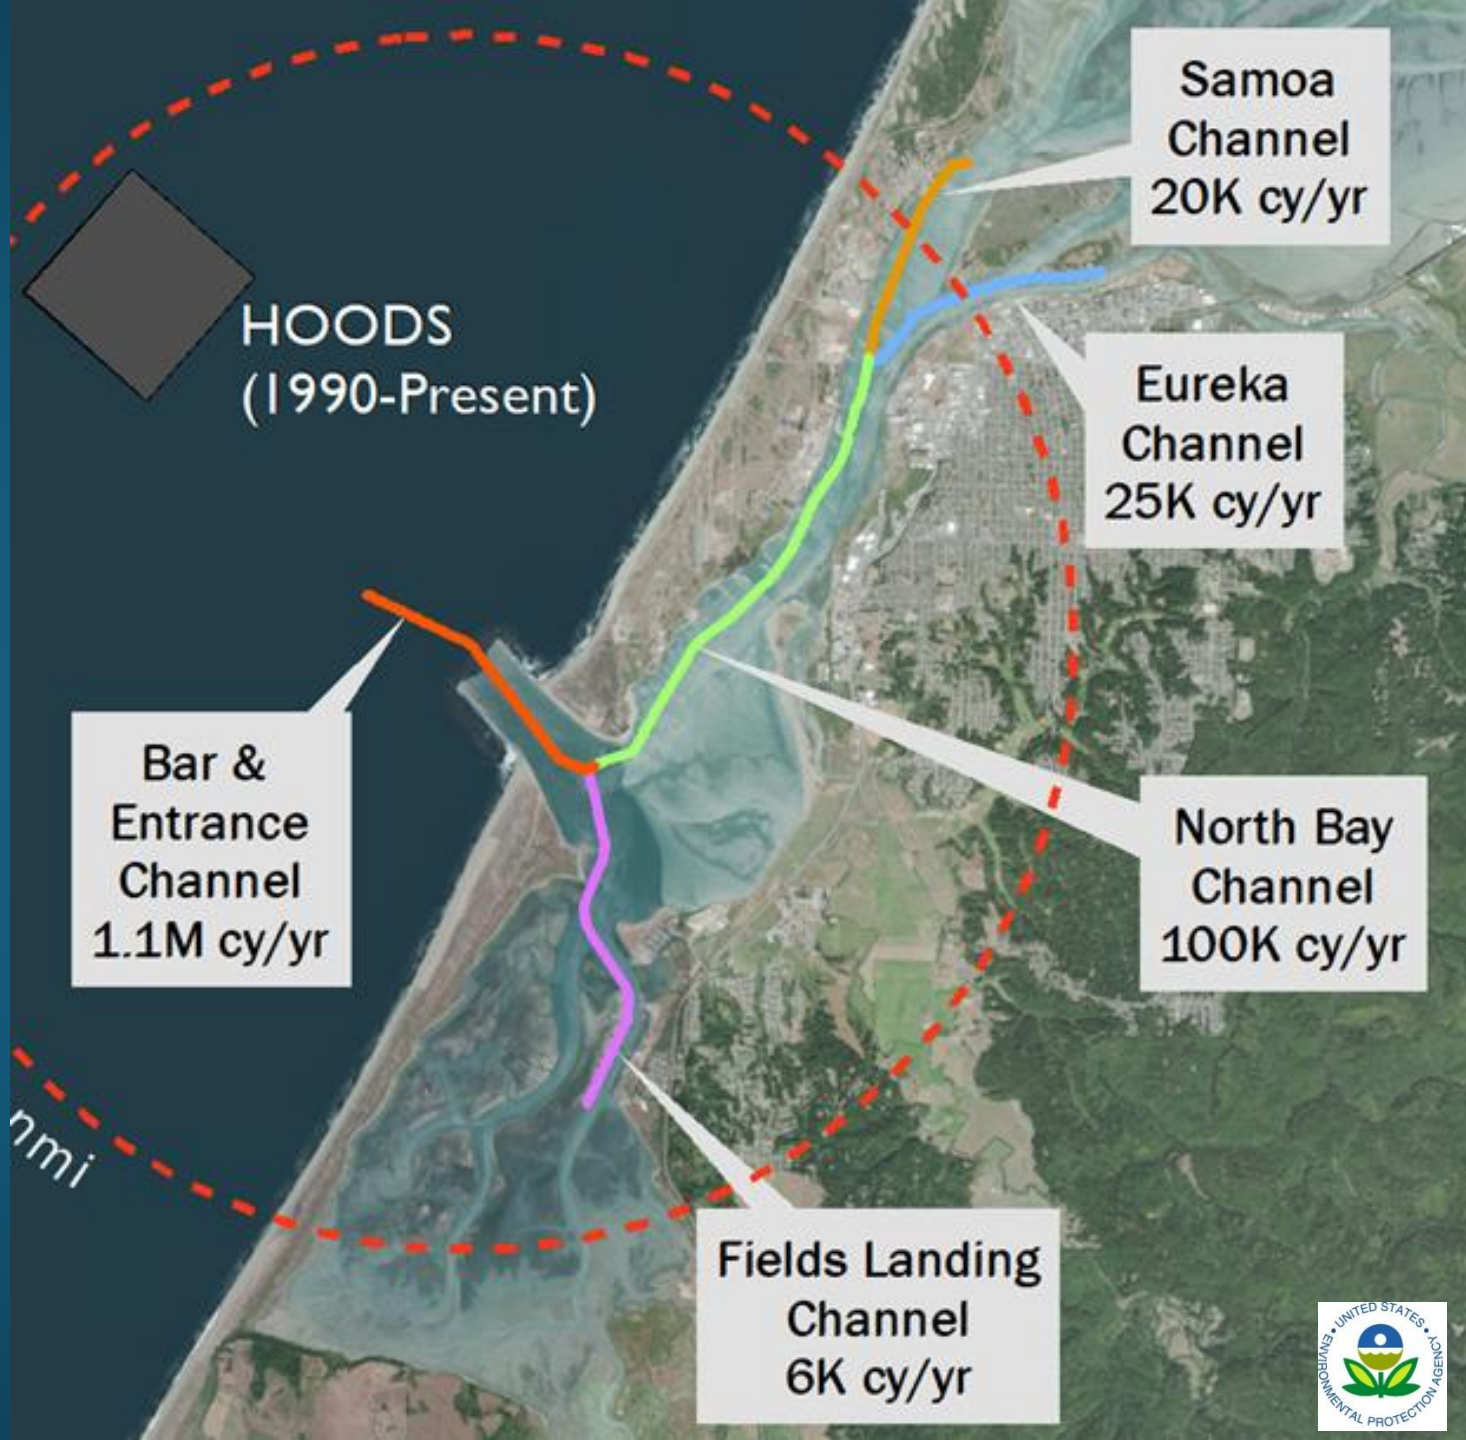 Samoa
Channel
20K cy/yr
HOODS
(1990-Present)
Eureka
Channel
25K cy/yr
Bar &
Entrance
Channel
1.1M cy/yr
North Bay
Channel
100K cy/yr
nmi
Fields Landing
Channel
6K cy/yr
UNITED STATES
ENVIRONMENTAL PROTECTION AGENCY